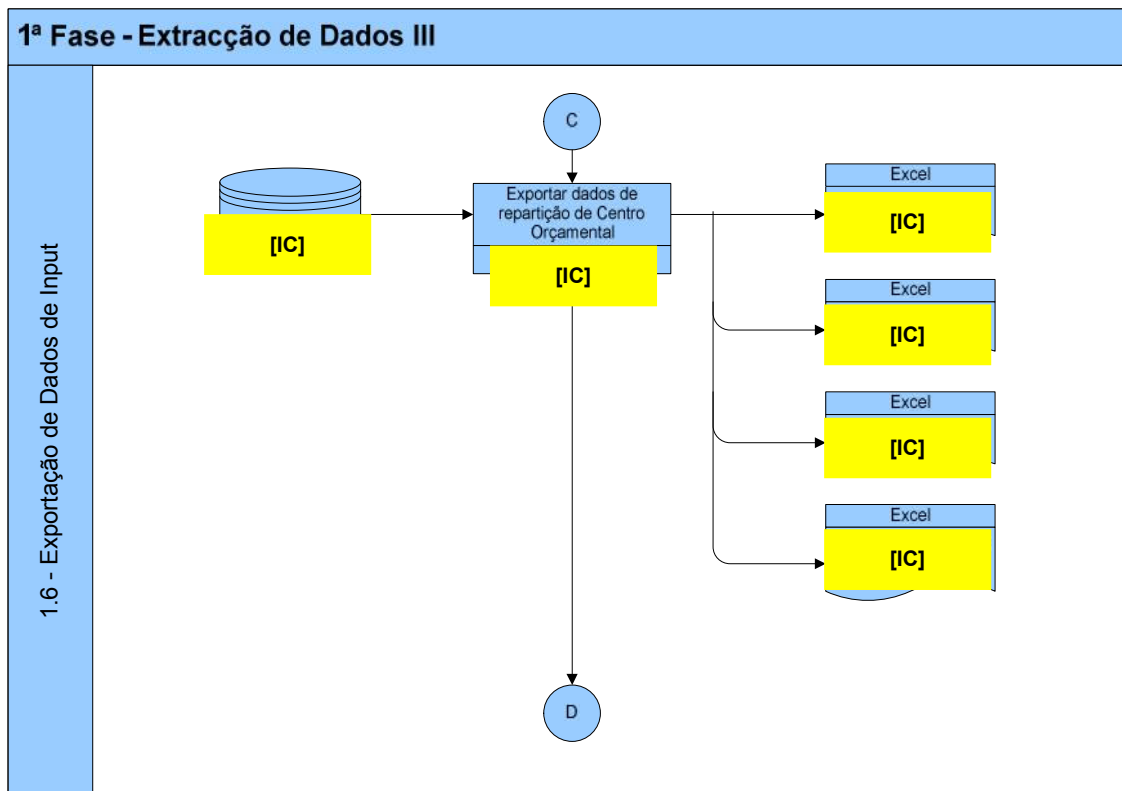 1ª Fase - Extracção de Dados III
1.6 - Exportação de Dados de Input
C
[IC]
Exportar dados de
repartição de Centro
Orçamental
[IC]
Excel
[IC]
Excel
[IC]
Excel
[IC]
Excel
[IC]
D